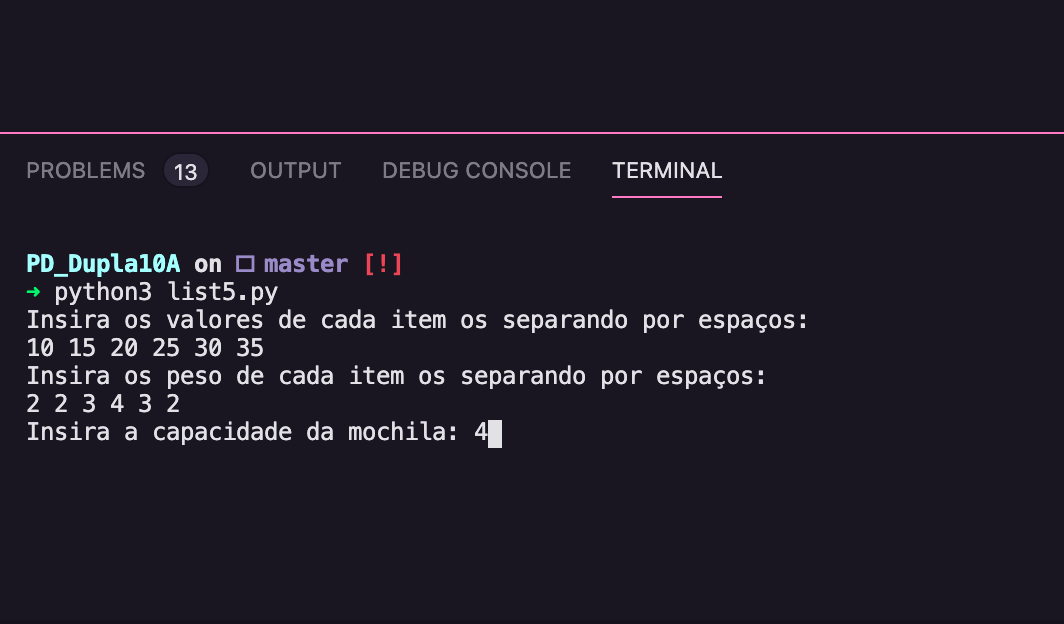 PROBLEMS 13 OUTPUT DEBUG CONSOLE TERMINAL
PD_Dupla10A on □ master [!]
➜ python3 list5.py
Insira os valores de cada item os separando por espaços:
10 15 20 25 30 35
Insira os peso de cada item os separando por espaços:
2 2 3 4 3 2
Insira a capacidade da mochila: 4